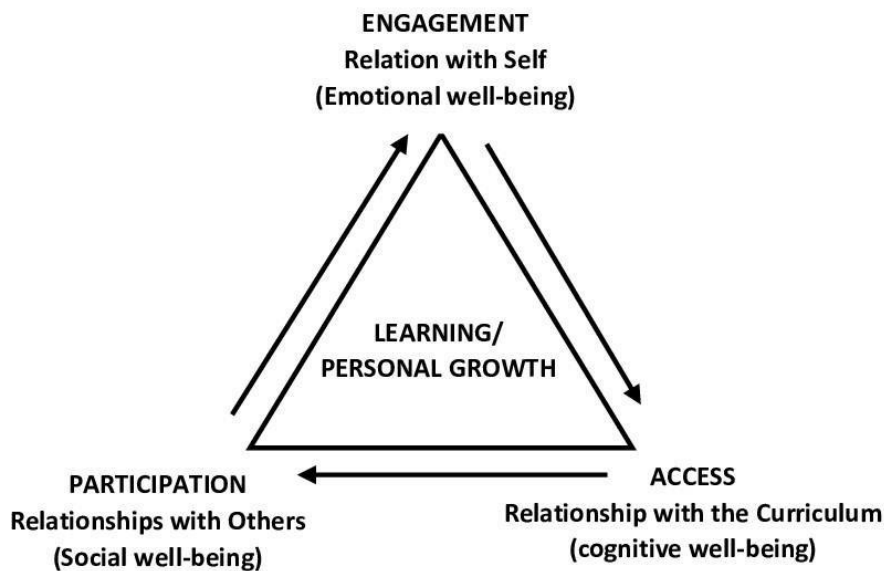 ENGAGEMENT
Relation with Self
(Emotional well-being)
LEARNING/
PERSONAL GROWTH
PARTICIPATION
Relationships with Others
(Social well-being)
ACCESS
Relationship with the Curriculum
(cognitive well-being)